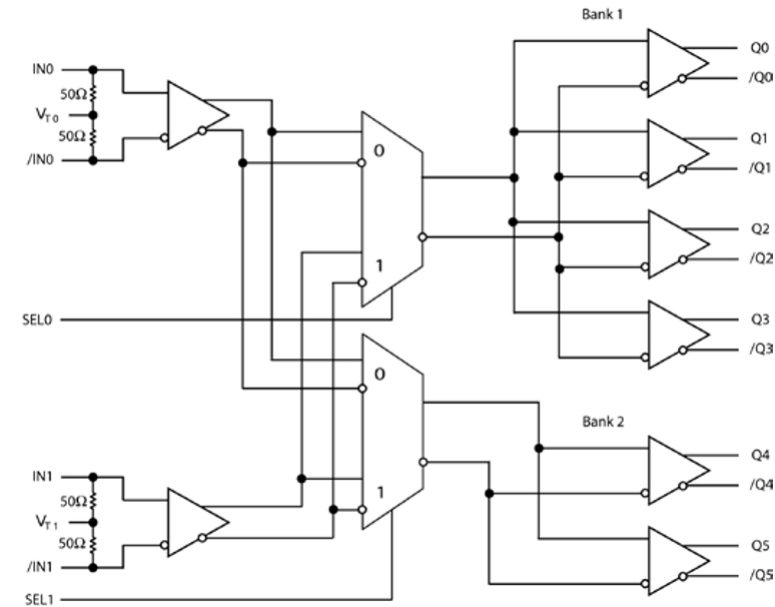 Bank 1
Q0
IN0
/Q0
50Ω
VT0
50Ω
Q1
/IN0
0
/Q1
Q2
/Q2
1
SEL0
Q3
/Q3
0
Bank 2
Q4
IN1
/Q4
1
50Ω
VT1
50Ω
Q5
/IN1
/Q5
SEL1